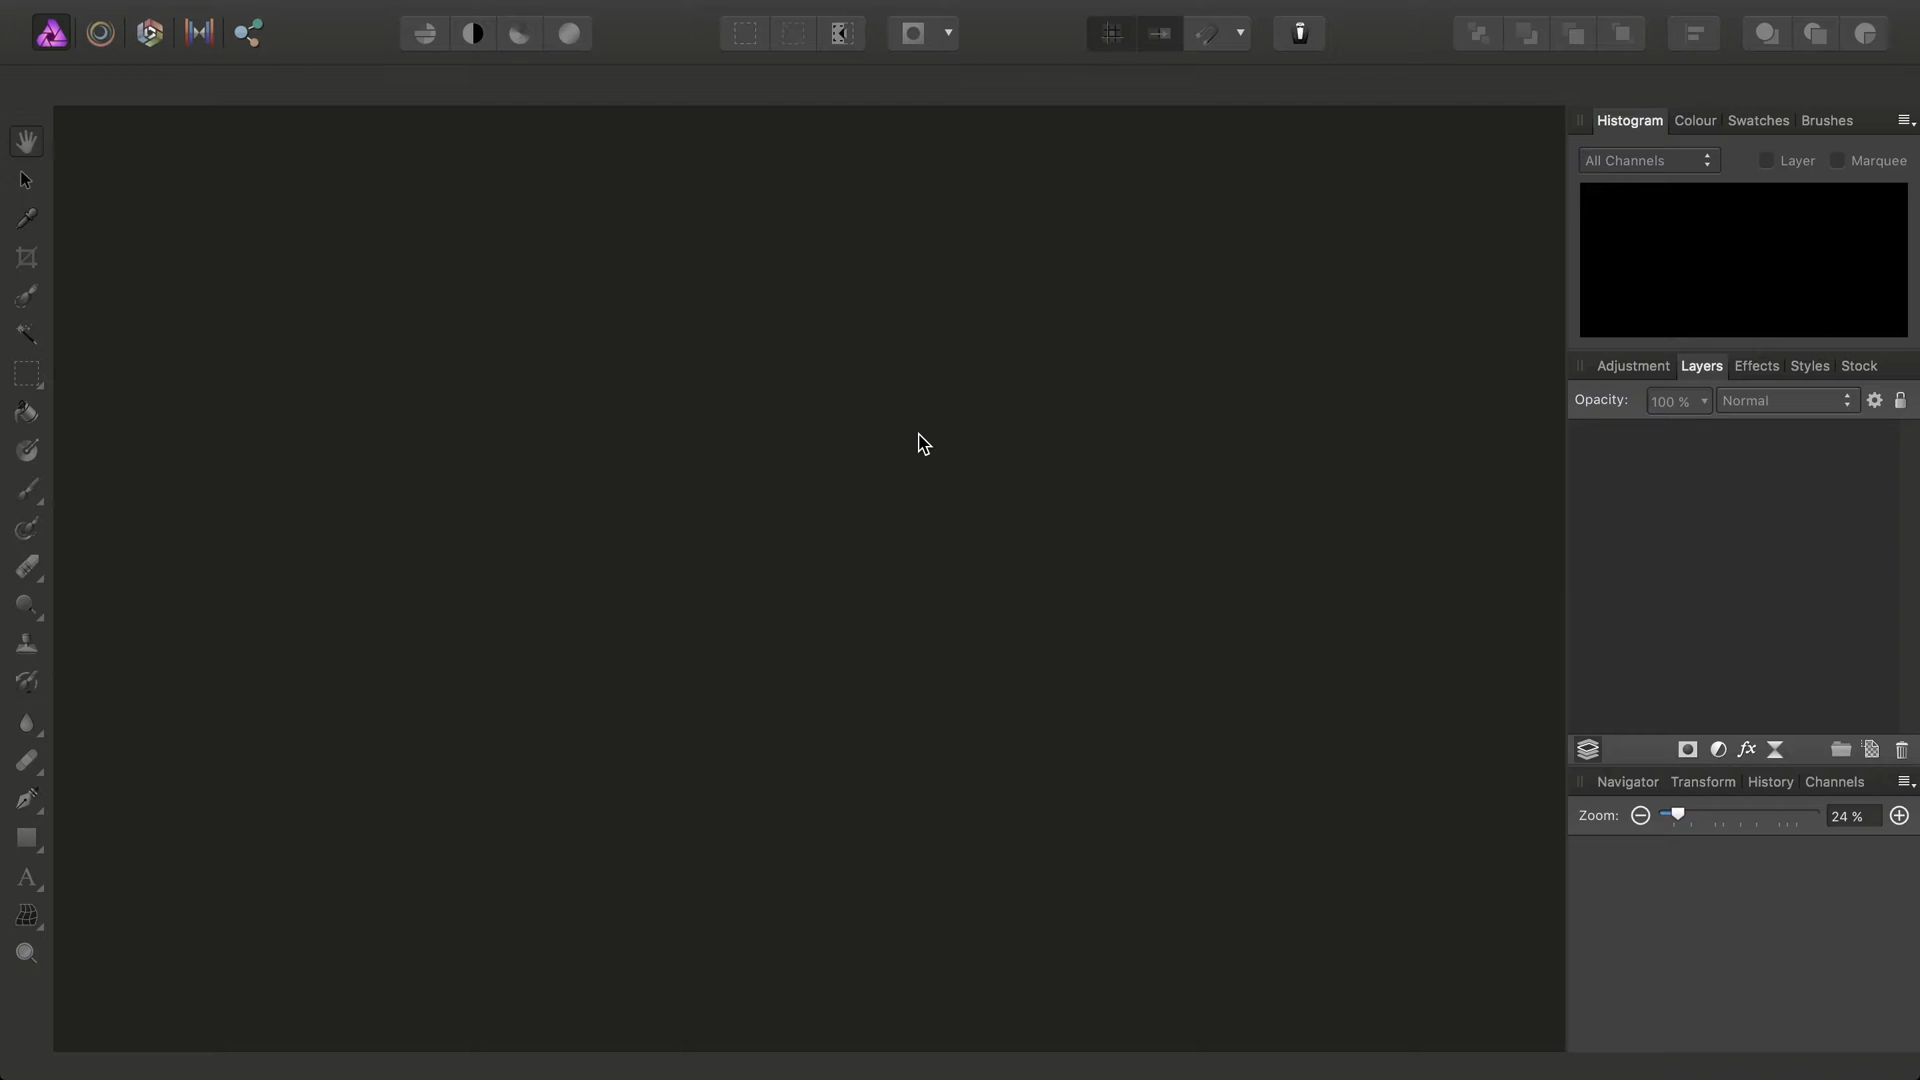 Histogram Colour Swatches Brushes
All Channels Layer Marquee
Adjustment Layers Effects Styles Stock
Opacity: 100 % Normal
fx
Navigator Transform History Channels
Zoom: 24 %
A